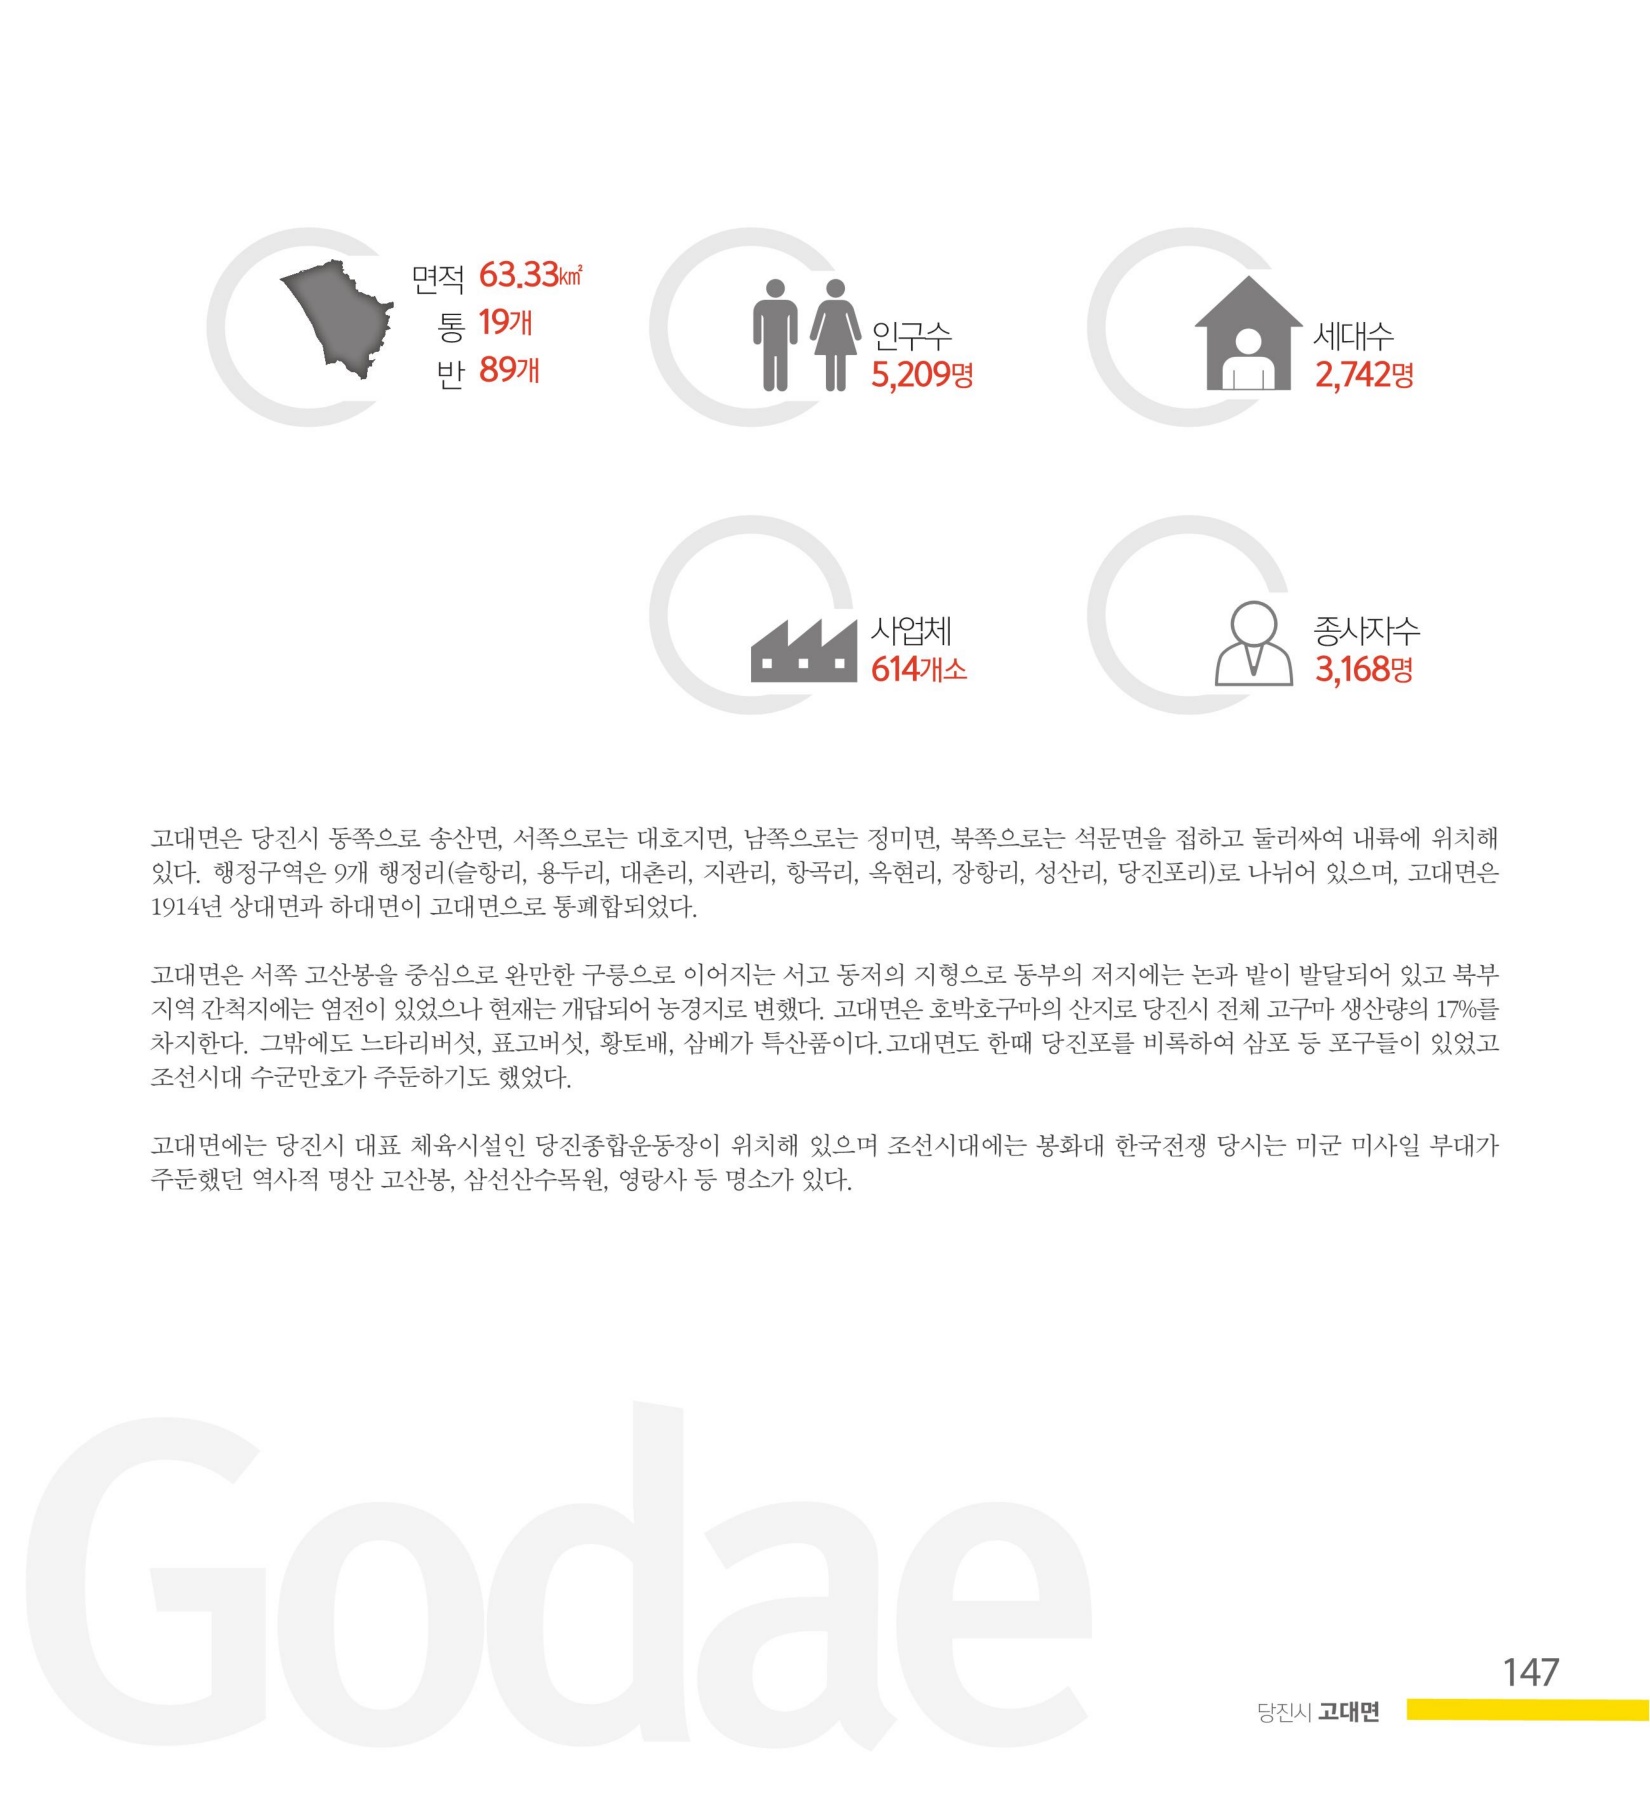 면적 63.33㎢
통 19개
반 89개
인구수
5,209명
세대수
2,742명
사업체
614개소
종사자수
3,168명
고대면은 당진시 동쪽으로 송산면, 서쪽으로는 대호지면, 남쪽으로는 정미면, 북쪽으로는 석문면을 접하고 둘러싸여 내륙에 위치해
있다. 행정구역은 9개 행정리(슬항리, 용두리, 대촌리, 지관리, 항곡리, 옥현리, 장항리, 성산리, 당진포리)로 나뉘어 있으며, 고대면은
1914년 상대면과 하대면이 고대면으로 통폐합되었다.
고대면은 서쪽 고산봉을 중심으로 완만한 구릉으로 이어지는 서고 동저의 지형으로 동부의 저지에는 논과 밭이 발달되어 있고 북부
지역 간척지에는 염전이 있었으나 현재는 개답되어 농경지로 변했다. 고대면은 호박호구마의 산지로 당진시 전체 고구마 생산량의 17%를
차지한다. 그밖에도 느타리버섯, 표고버섯, 황토배, 삼베가 특산품이다.고대면도 한때 당진포를 비록하여 삼포 등 포구들이 있었고
조선시대 수군만호가 주둔하기도 했었다.
고대면에는 당진시 대표 체육시설인 당진종합운동장이 위치해 있으며 조선시대에는 봉화대 한국전쟁 당시는 미군 미사일 부대가
주둔했던 역사적 명산 고산봉, 삼선산수목원, 영랑사 등 명소가 있다.
Godae
147
당진시 고대면